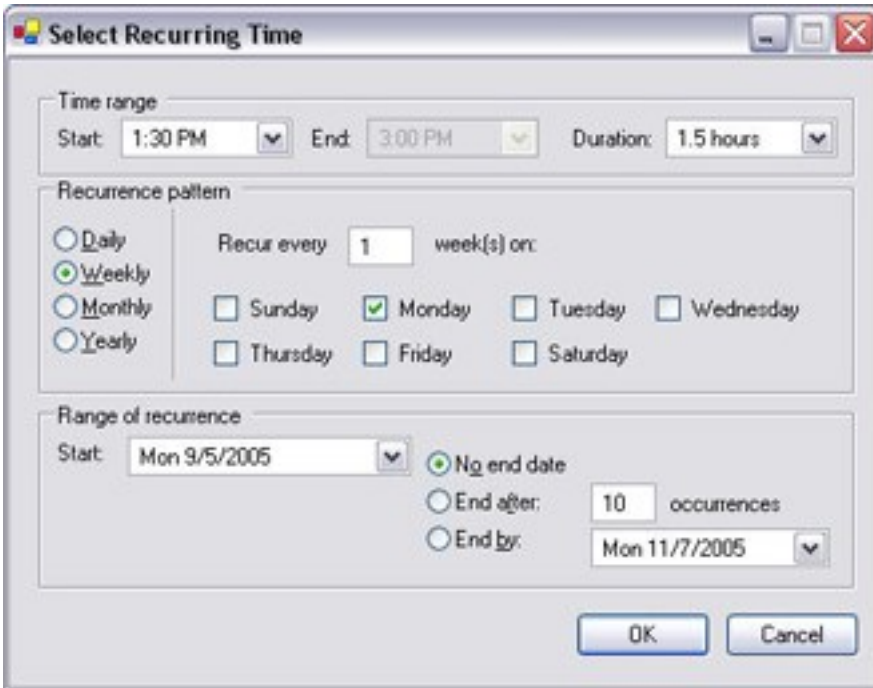 Select Recurring Time
Time range
Start: 1:30 PM End: 3:00 PM Duration: 1.5 hours
Recurrence pattern
Daily
Recur every 1 week(s) on:
Weekly
Monthly
Sunday Monday Tuesday Wednesday
Yearly
Thursday Friday Saturday
Range of recurrence
Start: Mon 9/5/2005
No end date
End after: 10 occurrences
End by: Mon 11/7/2005
OK Cancel